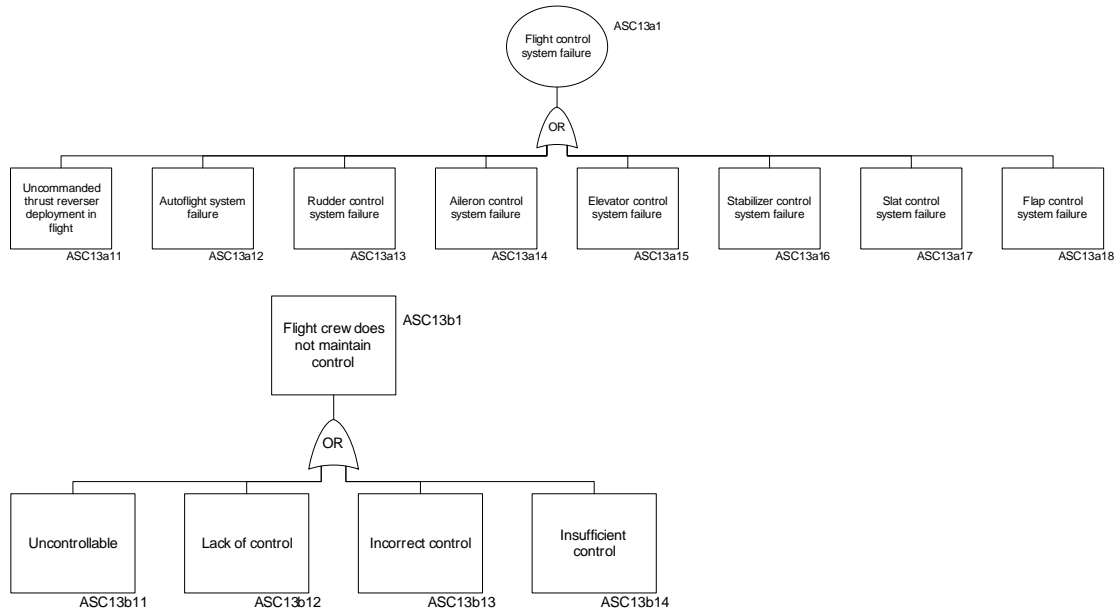 Flight control
system failure
ASC13a1
OR
Uncommanded
thrust reverser
deployment in
flight
Autoflight system
failure
Rudder control
system failure
Aileron control
system failure
Elevator control
system failure
Stabilizer control
system failure
Slat control
system failure
Flap control
system failure
ASC13a11
ASC13a12
ASC13a13
ASC13a14
ASC13a15
ASC13a16
ASC13a17
ASC13a18
Flight crew does
not maintain
control
ASC13b1
OR
Uncontrollable
Lack of control
Incorrect control
Insufficient
control
ASC13b11
ASC13b12
ASC13b13
ASC13b14